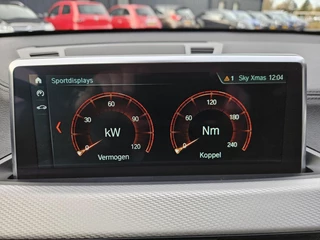 Sportdisplays
1 Sky Xmas 12:04
60
30 90
0 120
kW
Vermogen
120
60 180
0 240
Nm
Koppel